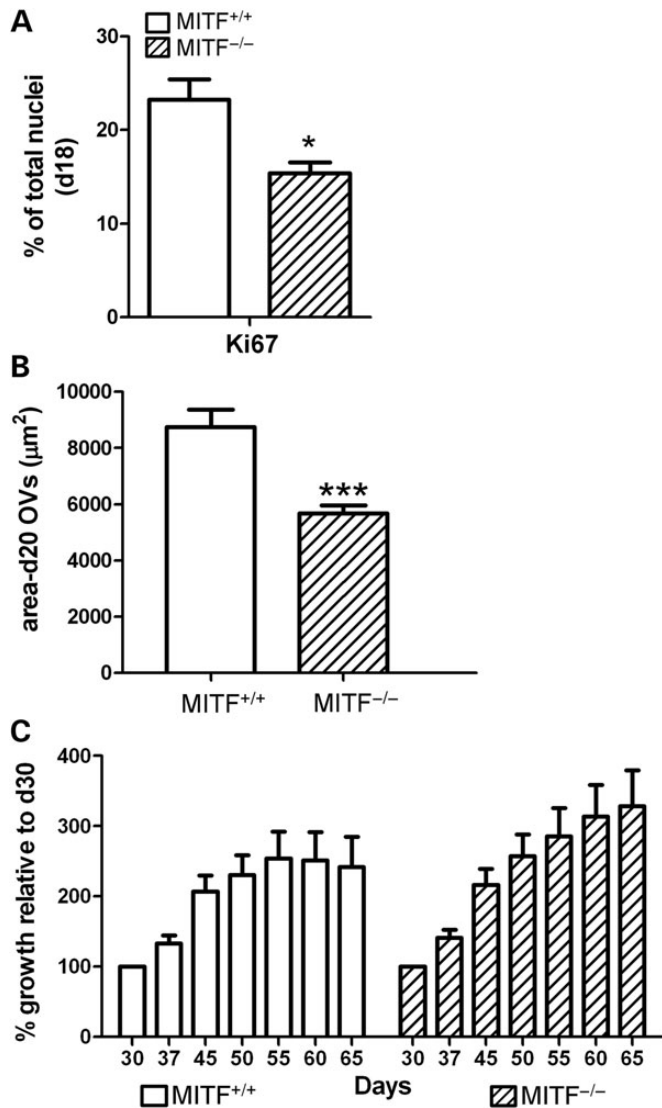 A
MITF+/+
MITF−/−
30
20
10
0
% of total nuclei
(d18)
*
Ki67
B
10000
8000
6000
4000
2000
0
area-d20 OVs (μm2)
***
MITF+/+ MITF−/−
C
400
300
200
100
0
% growth relative to d30
30 37 45 50 55 60 65 30 37 45 50 55 60 65
MITF+/+ Days MITF−/−